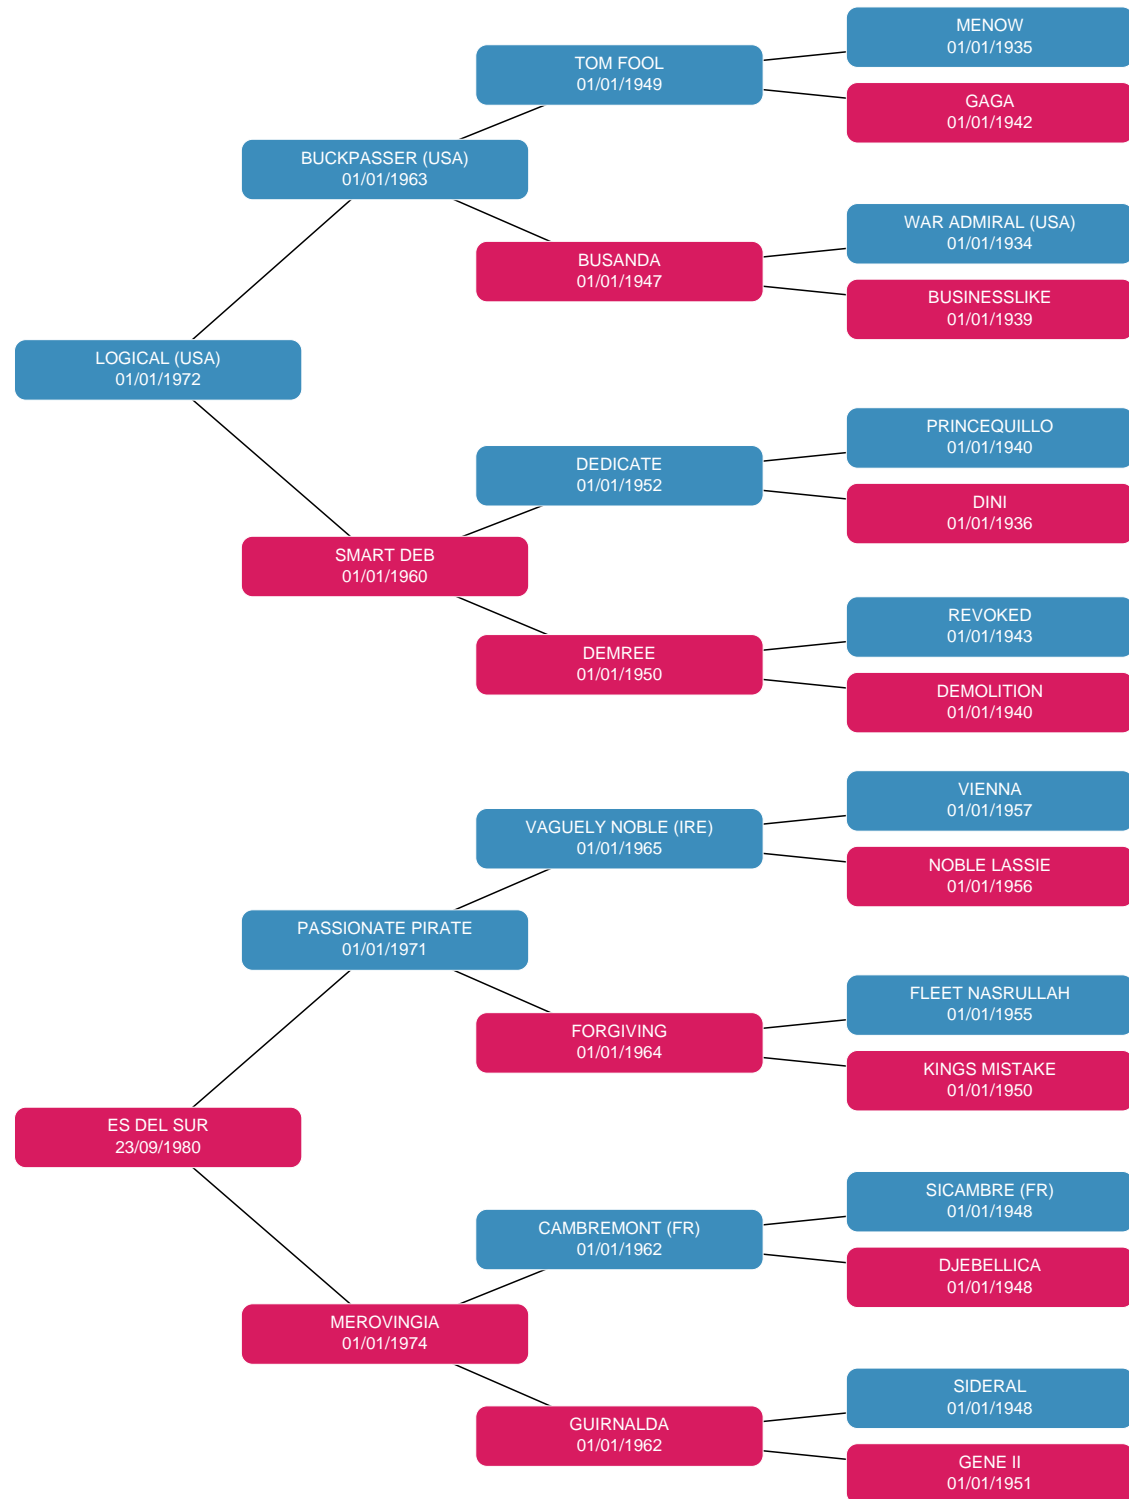 MENOW
01/01/1935
TOM FOOL
01/01/1949
GAGA
01/01/1942
BUCKPASSER (USA)
01/01/1963
WAR ADMIRAL (USA)
01/01/1934
BUSANDA
01/01/1947
BUSINESSLIKE
01/01/1939
LOGICAL (USA)
01/01/1972
PRINCEQUILLO
01/01/1940
DEDICATE
01/01/1952
DINI
01/01/1936
SMART DEB
01/01/1960
REVOKED
01/01/1943
DEMREE
01/01/1950
DEMOLITION
01/01/1940
VIENNA
01/01/1957
VAGUELY NOBLE (IRE)
01/01/1965
NOBLE LASSIE
01/01/1956
PASSIONATE PIRATE
01/01/1971
FLEET NASRULLAH
01/01/1955
FORGIVING
01/01/1964
KINGS MISTAKE
01/01/1950
ES DEL SUR
23/09/1980
SICAMBRE (FR)
01/01/1948
CAMBREMONT (FR)
01/01/1962
DJEBELLICA
01/01/1948
MEROVINGIA
01/01/1974
SIDERAL
01/01/1948
GUIRNALDA
01/01/1962
GENE II
01/01/1951